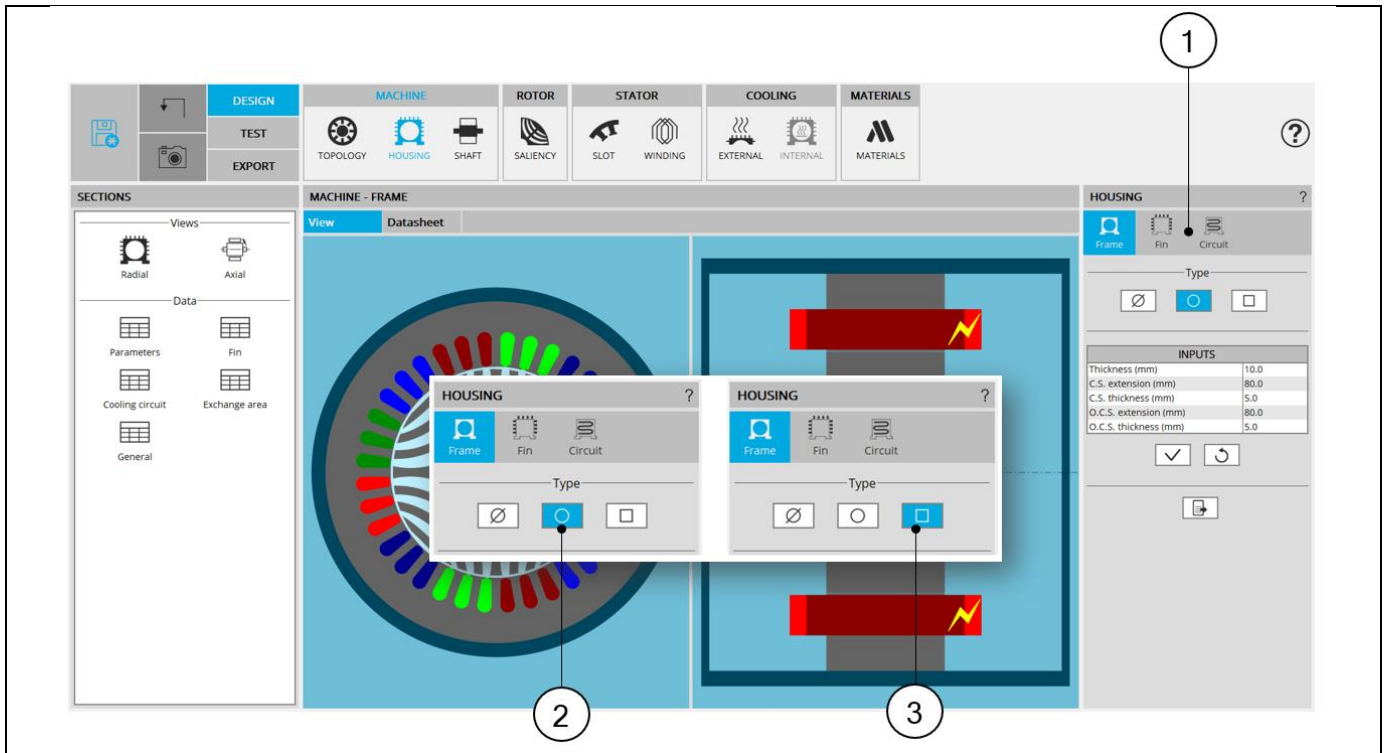 1
DESIGN
TEST
EXPORT
MACHINE
ROTOR
STATOR
COOLING
MATERIALS
TOPOLOGY
HOUSING
SHAFT
SALIENCY
SLOT
WINDING
EXTERNAL
INTERNAL
MATERIALS
?
SECTIONS
Views
Radial
Axial
Data
Parameters
Fin
Cooling circuit
Exchange area
General
MACHINE - FRAME
View
Datasheet
HOUSING ?
Frame
Fin
Circuit
Type
HOUSING ?
Frame
Fin
Circuit
Type
HOUSING ?
Frame
Fin
Circuit
Type
INPUTS
Thickness (mm) 10.0
C.S. extension (mm) 80.0
C.S. thickness (mm) 5.0
O.C.S. extension (mm) 80.0
O.C.S. thickness (mm) 5.0
2
3